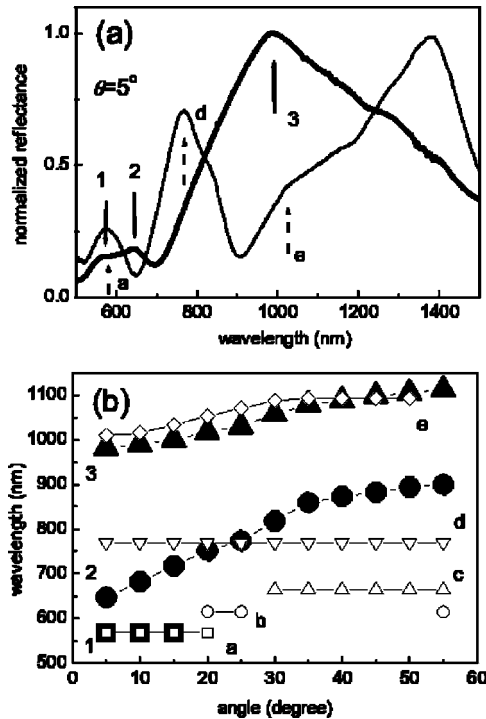 (a)
θ=5°
1
2
d
3
a
e
normalized reflectance
1.0
0.5
0.0
600
800
1000
1200
1400
wavelength (nm)
(b)
3
e
d
2
c
b
1
a
wavelength (nm)
1100
1000
900
800
700
600
500
0
10
20
30
40
50
60
angle (degree)